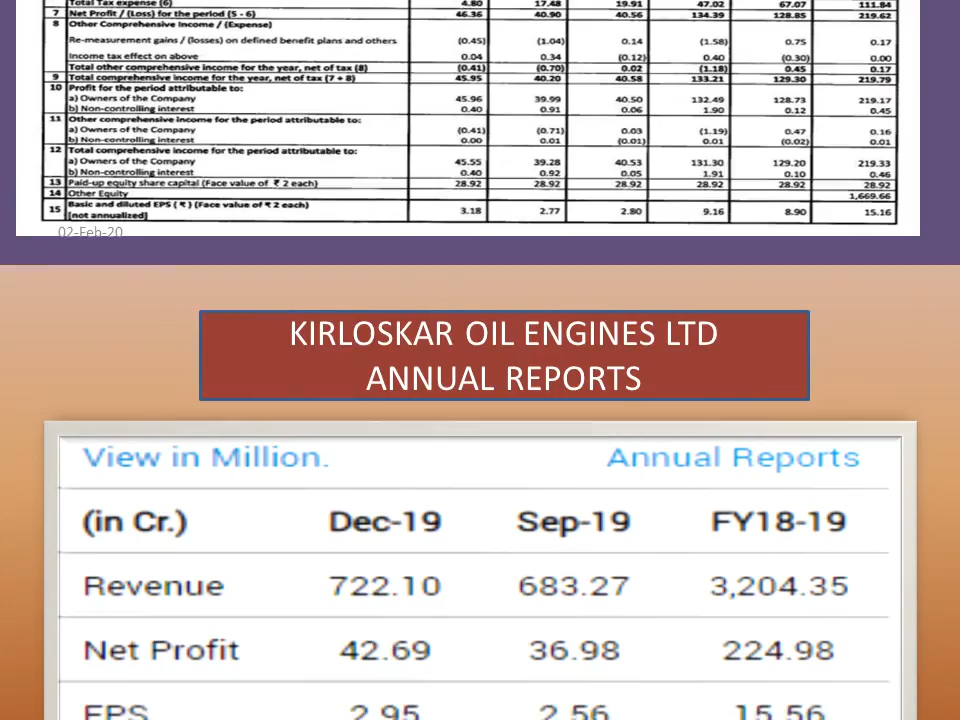 Total Tax expense (6) 4.80 17.48 19.91 47.02 67.07 111.84
7 Net Profit / (Loss) for the period (5 - 6) 46.36 40.90 40.56 134.39 128.85 219.62
8 Other Comprehensive Income / (Expense)
Re-measurement gains / (losses) on defined benefit plans and others (0.45) (1.04) 0.14 (1.58) 0.75 0.17
Income tax effect on above 0.04 0.34 (0.12) 0.40 (0.30) 0.00
Total other comprehensive income for the year, net of tax (8) (0.41) (0.70) 0.02 (1.18) 0.45 0.17
9 Total comprehensive income for the year, net of tax (7 + 8) 45.95 40.20 40.58 133.21 129.30 219.79
10 Profit for the period attributable to:
a) Owners of the Company 45.96 39.99 40.50 132.49 128.73 219.17
b) Non-controlling interest 0.40 0.91 0.06 1.90 0.12 0.45
11 Other comprehensive income for the period attributable to:
a) Owners of the Company (0.41) (0.71) 0.03 (1.19) 0.47 0.16
b) Non-controlling interest 0.00 0.01 (0.01) 0.01 (0.02) 0.01
12 Total comprehensive income for the period attributable to:
a) Owners of the Company 45.55 39.28 40.53 131.30 129.20 219.33
b) Non-controlling interest 0.40 0.92 0.05 1.91 0.10 0.46
13 Paid-up equity share capital (Face value of ₹ 2 each) 28.92 28.92 28.92 28.92 28.92 28.92
14 Other Equity 1,669.66
15 Basic and diluted EPS (₹) (Face value of ₹ 2 each)
[not annualized] 3.18 2.77 2.80 9.16 8.90 15.16
02-Feb-20
KIRLOSKAR OIL ENGINES LTD
ANNUAL REPORTS
View in Million. Annual Reports
(in Cr.) Dec-19 Sep-19 FY18-19
Revenue 722.10 683.27 3,204.35
Net Profit 42.69 36.98 224.98
EPS 2.95 2.56 15.56